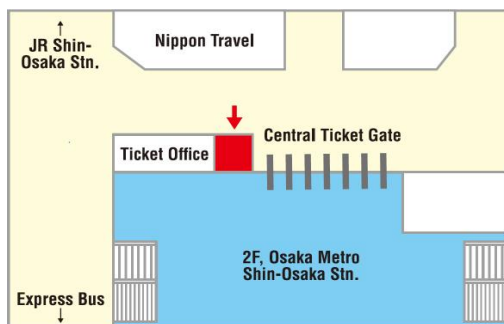 ↑
JR Shin-
Osaka Stn.
Nippon Travel
Central Ticket Gate
Ticket Office
2F, Osaka Metro
Shin-Osaka Stn.
Express Bus
↓